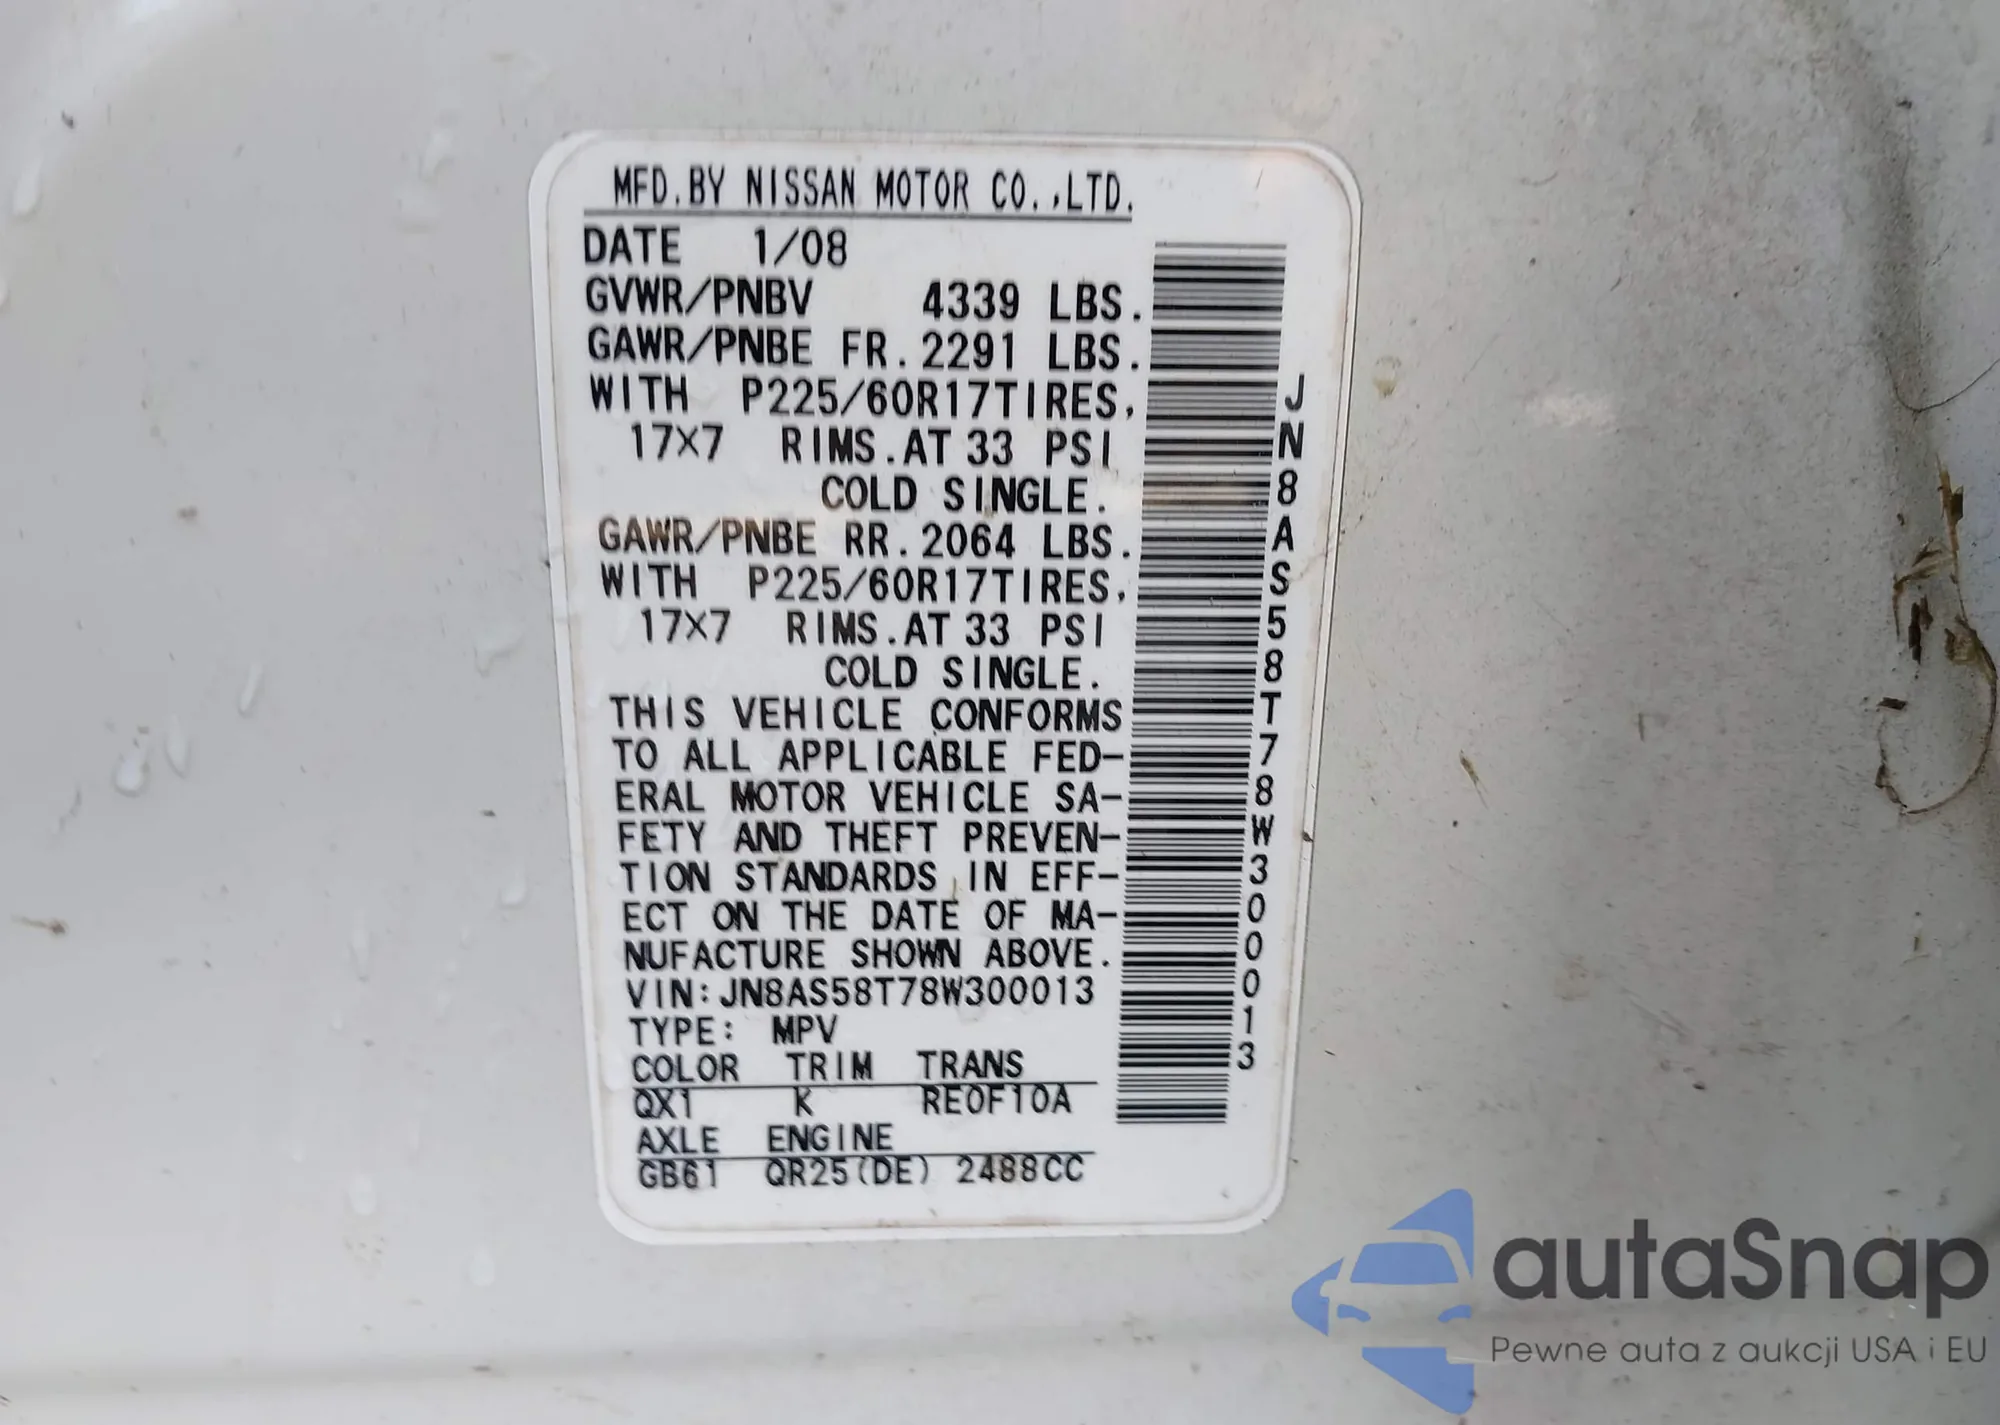 MFD.BY NISSAN MOTOR CO.,LTD.
DATE 1/08
GVWR/PNBV 4339 LBS.
GAWR/PNBE FR.2291 LBS.
WITH P225/60R17TIRES,
17X7 RIMS.AT 33 PSI
COLD SINGLE.
GAWR/PNBE RR.2064 LBS.
WITH P225/60R17TIRES,
17X7 RIMS.AT 33 PSI
COLD SINGLE.
THIS VEHICLE CONFORMS
TO ALL APPLICABLE FED-
ERAL MOTOR VEHICLE SA-
FETY AND THEFT PREVEN-
TION STANDARDS IN EFF-
ECT ON THE DATE OF MA-
NUFACTURE SHOWN ABOVE.
VIN:JN8AS58T78W300013
TYPE: MPV
COLOR TRIM TRANS
QX1 K RE0F10A
AXLE ENGINE
GB61 QR25(DE) 2488CC
JN8AS58T78W300013
autaSnap
Pewne auta z aukcji USA i EU